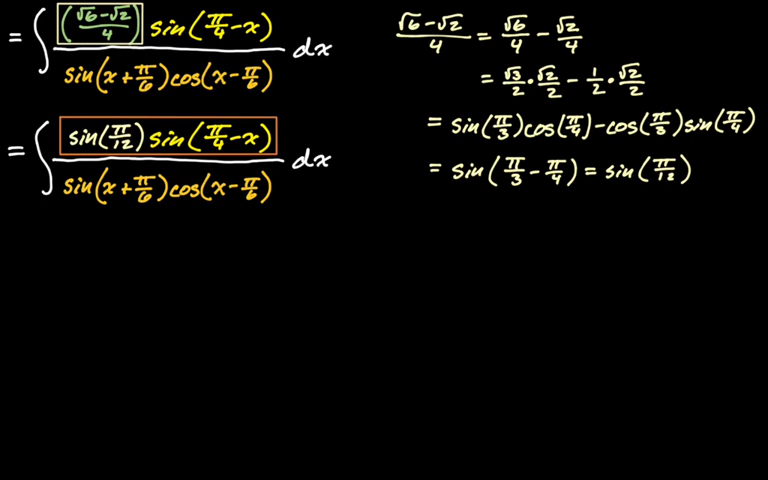 = ∫ ((√6−√2)/4) sin(π/4−x) / sin(x+π/6)cos(x−π/6) dx
= ∫ sin(π/12) sin(π/4−x) / sin(x+π/6)cos(x−π/6) dx
(√6−√2)/4 = √6/4 − √2/4
= √3/2 · √2/2 − 1/2 · √2/2
= sin(π/3)cos(π/4)−cos(π/3)sin(π/4)
= sin(π/3 − π/4) = sin(π/12)